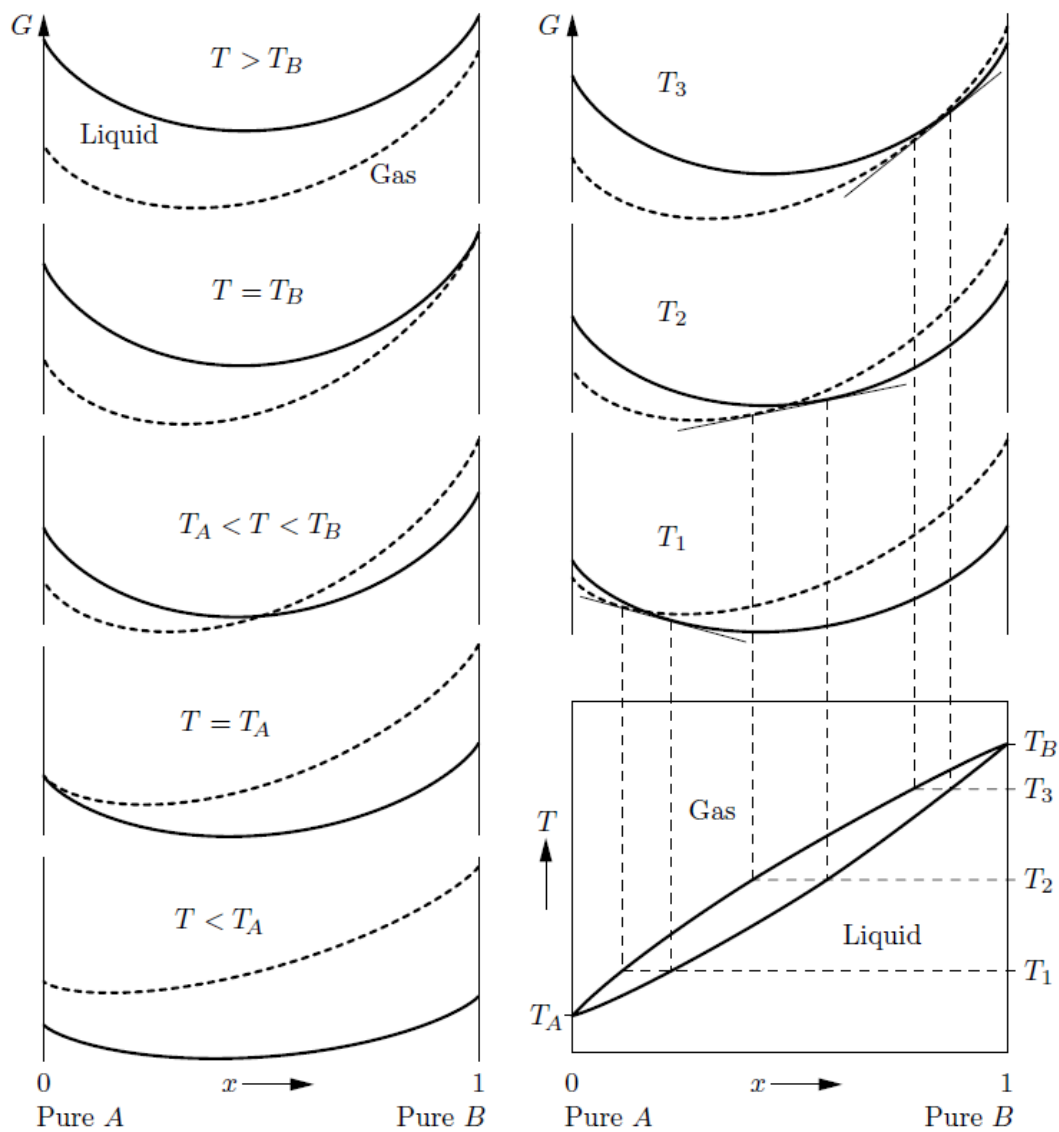 G
T > T_B
Liquid
Gas
T = T_B
T_A < T < T_B
T = T_A
T < T_A
0
x
1
Pure A
Pure B
G
T_3
T_2
T_1
T
Gas
Liquid
T_B
T_3
T_2
T_1
T_A
0
x
1
Pure A
Pure B